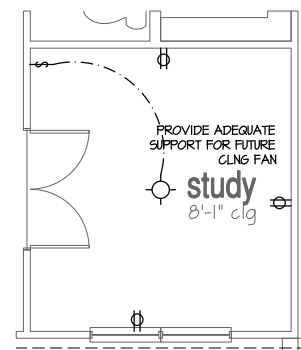 $
PROVIDE ADEQUATE
SUPPORT FOR FUTURE
CLNG FAN
study
8'-1" clg